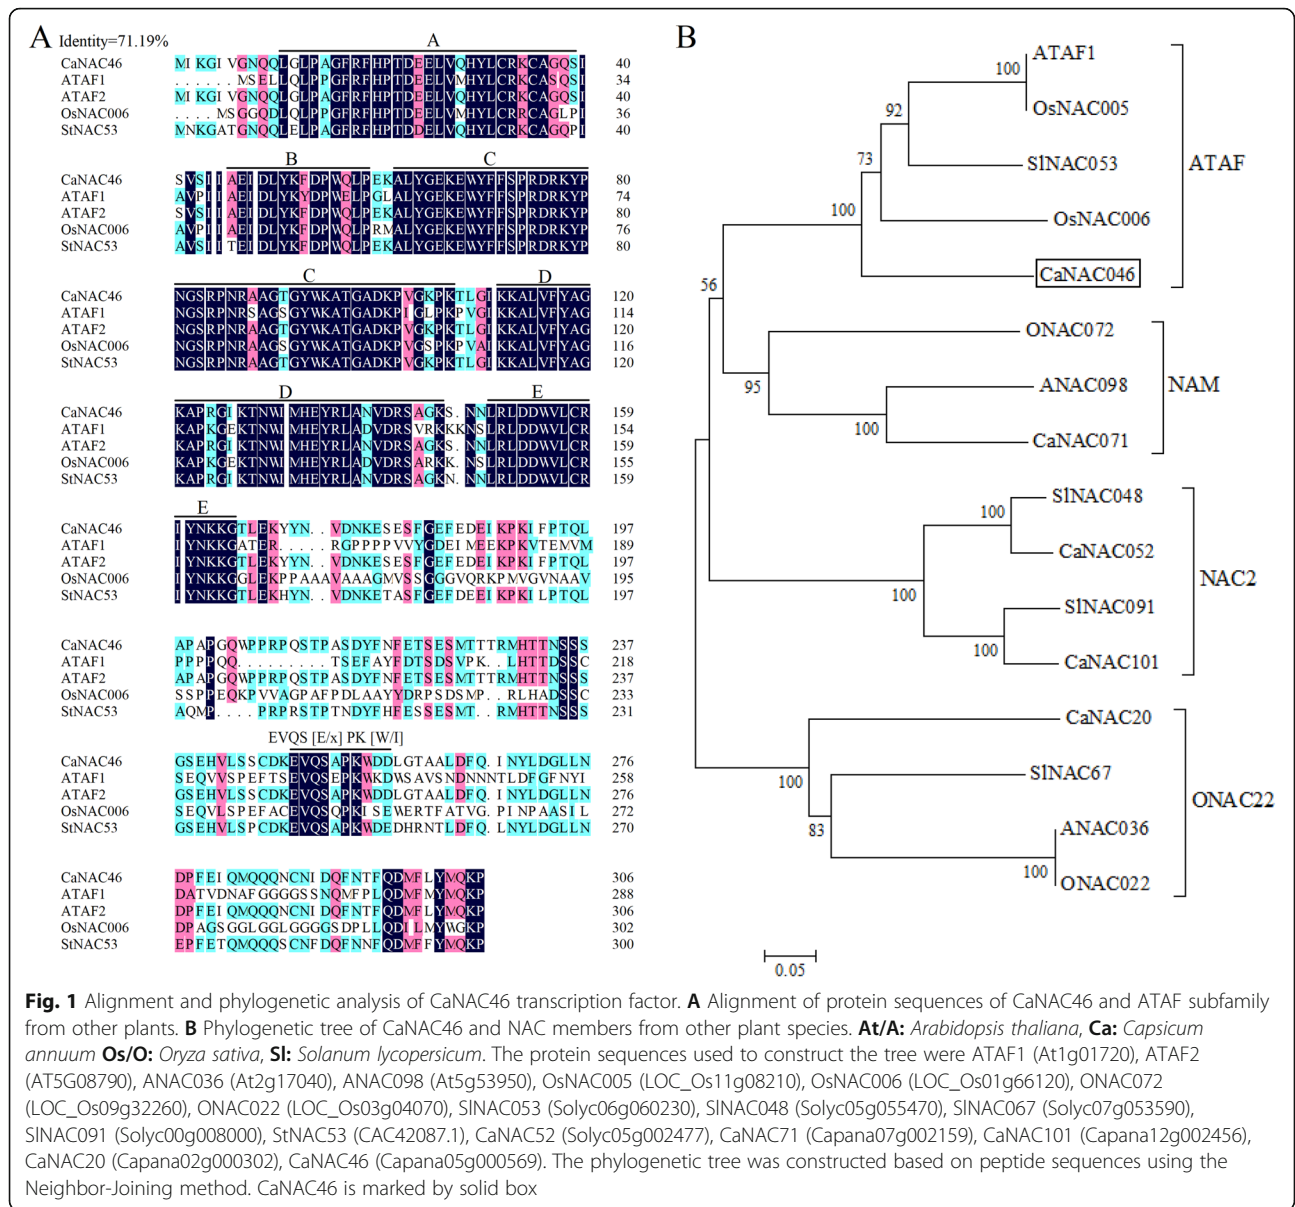 A Identity=71.19%
A
CaNAC46 MIKGIVGNQQLGLPAGFRFHPTDEELVQHYLCRKCAGQSI 40
ATAF1 ......MSELLQLPPGFRFHPTDEELVMHYLCRKCASQSI 34
ATAF2 MIKGIVGNQQLGLPAGFRFHPTDEELVQHYLCRKCAGQSI 40
OsNAC006 ....MSGGQDLQLPPGFRFHPTDEELVMHYLCRRCAGLPI 36
StNAC53 MNKGATGNQQLELPAGFRFHPTDDELVQHYLCRKCAGQPI 40
B C
CaNAC46 SVSIIAEIDLYKFDPWQLPEKALYGEKEWYFFSPRDRKYP 80
ATAF1 AVPIIAEIDLYKYDPWELPGLALYGEKEWYFFSPRDRKYP 74
ATAF2 SVSIIAEIDLYKFDPWQLPEKALYGEKEWYFFSPRDRKYP 80
OsNAC006 AVPIIAEIDLYKFDPWQLPRMALYGEKEWYFFSPRDRKYP 76
StNAC53 AVSIITEIDLYKFDPWQLPEKALYGEKEWYFFSPRDRKYP 80
C D
CaNAC46 NGSRPNRAAGTGYWKATGADKPVGKPKTLGIKKALVFYAG 120
ATAF1 NGSRPNRSAGSGYWKATGADKPIGLPKPVGIKKALVFYAG 114
ATAF2 NGSRPNRAAGTGYWKATGADKPVGKPKTLGIKKALVFYAG 120
OsNAC006 NGSRPNRAAGSGYWKATGADKPVGSPKPVAIKKALVFYAG 116
StNAC53 NGSRPNRAAGTGYWKATGADKPVGKPKTLGIKKALVFYAG 120
D E
CaNAC46 KAPRGIKTNWIMHEYRLANVDRSAGKS.NNLRLDDWVLCR 159
ATAF1 KAPKGEKTNWIMHEYRLADVDRSVRKKKNSLRLDDWVLCR 154
ATAF2 KAPRGIKTNWIMHEYRLANVDRSAGKS.NNLRLDDWVLCR 159
OsNAC006 KAPKGEKTNWIMHEYRLADVDRSARKK.NSLRLDDWVLCR 155
StNAC53 KAPRGIKTNWIMHEYRLANVDRSAGKN.NNLRLDDWVLCR 159
E
CaNAC46 IYNKKGTLEKYYN..VDNKESESFGEFEDEIKPKIFPTQL 197
ATAF1 IYNKKGATER.....RGPPPPVVYGDEIMEEKPKVTEMVM 189
ATAF2 IYNKKGTLEKYYN..VDNKESESFGEFEDEIKPKIFPTQL 197
OsNAC006 IYNKKGGLEKPPAAAVAAAGMVSSGGGVQRKPMVGVNAAV 195
StNAC53 IYNKKGTLEKHYN..VDNKETASFGEFDEEIKPKILPTQL 197
CaNAC46 APAPGQWPPRPQSTPASDYFNFETSESMTTTRMHTTNSSS 237
ATAF1 PPPPQQ.........TSEFAYFDTSDSVPK..LHTTDSSC 218
ATAF2 APAPGQWPPRPQSTPASDYFNFETSESMTTTRMHTTNSSS 237
OsNAC006 SSPPEQKPVVAGPAFPDLAAYYDRPSDSMP..RLHADSSC 233
StNAC53 AQMP....PRPRSTPTNDYFHFESSESMT..RMHTTNSSS 231
EVQS [E/x] PK [W/I]
CaNAC46 GSEHVLSSCDKEVQSAPKWDDLGTAALDFQ.INYLDGLLN 276
ATAF1 SEQVVSPEFTSEVQSEPKWKDWSAVSNDNNNTLDFGFNYI 258
ATAF2 GSEHVLSSCDKEVQSAPKWDDLGTAALDFQ.INYLDGLLN 276
OsNAC006 SEQVLSPEFACEVQSQPKISEWERTFATVG.PINPAASIL 272
StNAC53 GSEHVLSPCDKEVQSAPKWDEDHRNTLDFQ.LNYLDGLLN 270
CaNAC46 DPFEIQMQQQNCNIDQFNTFQDMFLYMQKP 306
ATAF1 DATVDNAFGGGGSSNQMFPLQDMFMYMQKP 288
ATAF2 DPFEIQMQQQNCNIDQFNTFQDMFLYMQKP 306
OsNAC006 DPAGSGGLGGLGGGGSDPLLQDILMYWGKP 302
StNAC53 EPFETQMQQQSCNFDQFNNFQDMFFYMQKP 300
B
ATAF1
100
OsNAC005
92
SlNAC053
ATAF
73
OsNAC006
100
CaNAC046
56
ONAC072
95
ANAC098
NAM
100
CaNAC071
SlNAC048
100
CaNAC052
NAC2
100
SlNAC091
100
CaNAC101
CaNAC20
100
SlNAC67
ONAC22
83
ANAC036
100
ONAC022
0.05
Fig. 1 Alignment and phylogenetic analysis of CaNAC46 transcription factor. A Alignment of protein sequences of CaNAC46 and ATAF subfamily
from other plants. B Phylogenetic tree of CaNAC46 and NAC members from other plant species. At/A: Arabidopsis thaliana, Ca: Capsicum
annuum Os/O: Oryza sativa, Sl: Solanum lycopersicum. The protein sequences used to construct the tree were ATAF1 (At1g01720), ATAF2
(AT5G08790), ANAC036 (At2g17040), ANAC098 (At5g53950), OsNAC005 (LOC_Os11g08210), OsNAC006 (LOC_Os01g66120), ONAC072
(LOC_Os09g32260), ONAC022 (LOC_Os03g04070), SlNAC053 (Solyc06g060230), SlNAC048 (Solyc05g055470), SlNAC067 (Solyc07g053590),
SlNAC091 (Solyc00g008000), StNAC53 (CAC42087.1), CaNAC52 (Solyc05g002477), CaNAC71 (Capana07g002159), CaNAC101 (Capana12g002456),
CaNAC20 (Capana02g000302), CaNAC46 (Capana05g000569). The phylogenetic tree was constructed based on peptide sequences using the
Neighbor-Joining method. CaNAC46 is marked by solid box